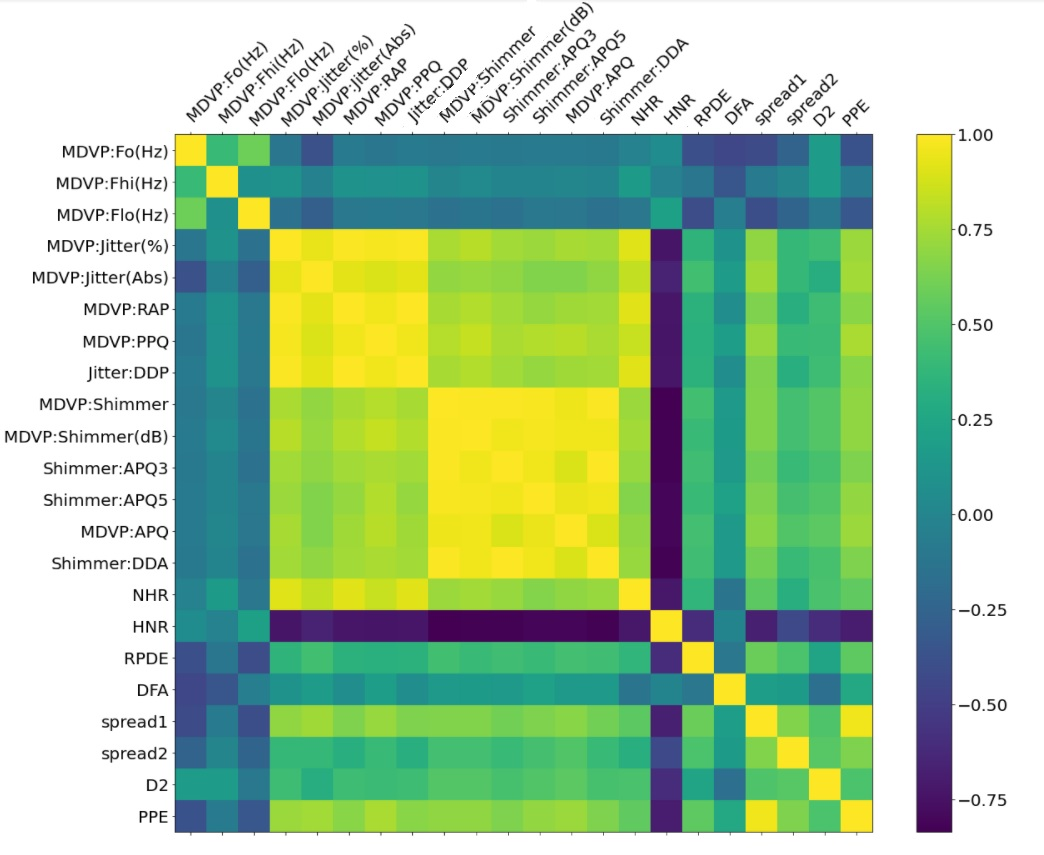 MDVP:Fo(Hz)
MDVP:Fhi(Hz)
MDVP:Flo(Hz)
MDVP:Jitter(%)
MDVP:Jitter(Abs)
MDVP:RAP
MDVP:PPQ
Jitter:DDP
MDVP:Shimmer
MDVP:Shimmer(dB)
Shimmer:APQ3
Shimmer:APQ5
MDVP:APQ
Shimmer:DDA
NHR
HNR
RPDE
DFA
spread1
spread2
D2
PPE
MDVP:Fo(Hz)
MDVP:Fhi(Hz)
MDVP:Flo(Hz)
MDVP:Jitter(%)
MDVP:Jitter(Abs)
MDVP:RAP
MDVP:PPQ
Jitter:DDP
MDVP:Shimmer
MDVP:Shimmer(dB)
Shimmer:APQ3
Shimmer:APQ5
MDVP:APQ
Shimmer:DDA
NHR
HNR
RPDE
DFA
spread1
spread2
D2
PPE
1.00
0.75
0.50
0.25
0.00
−0.25
−0.50
−0.75